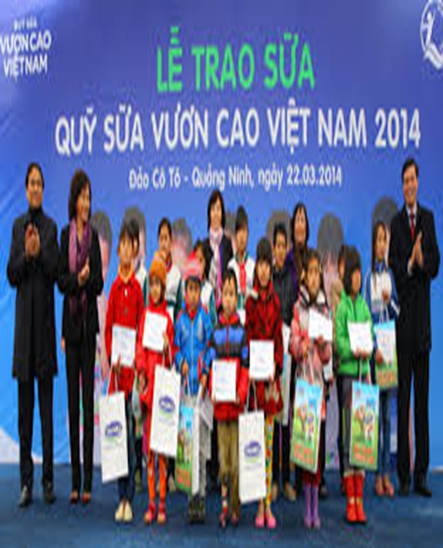 QUỸ SỮA
VƯƠN CAO
VIỆT NAM
LỄ TRAO SỮA
QUỸ SỮA VƯƠN CAO VIỆT NAM 2014
Đảo Cô Tô - Quảng Ninh, ngày 22.03.2014